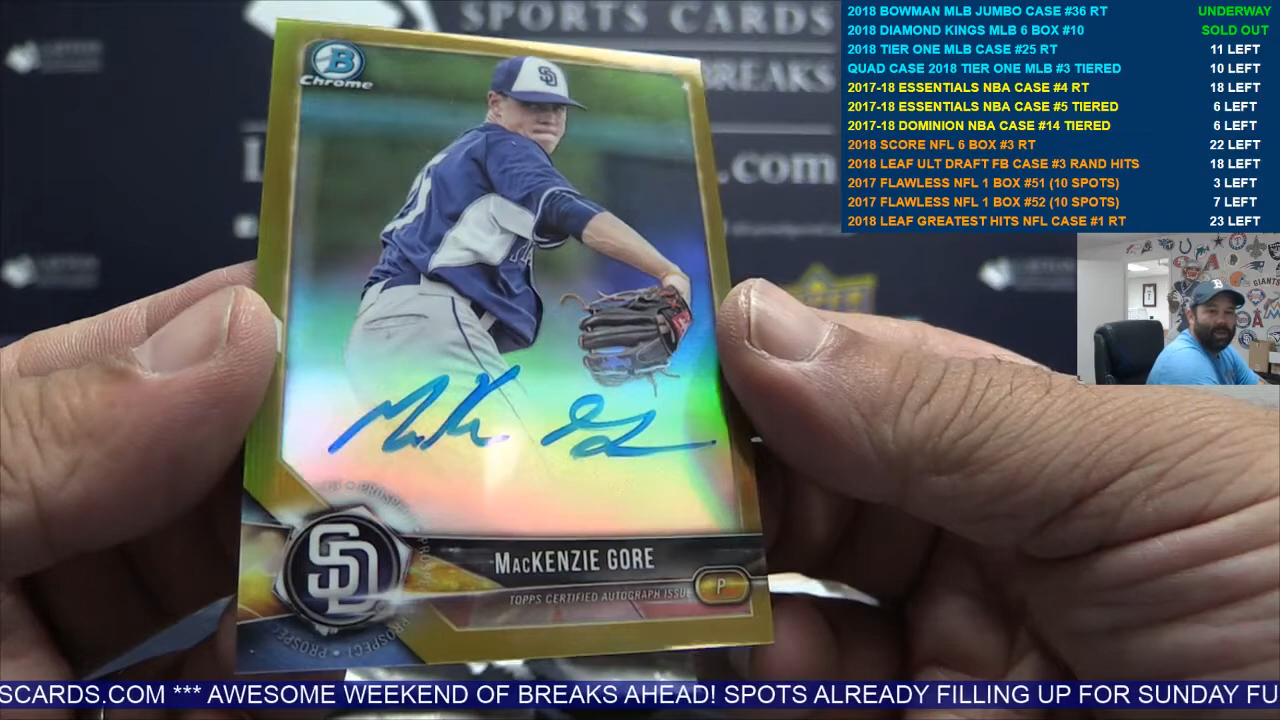 SPORTS CARDS
BREAKS
.com
2018 BOWMAN MLB JUMBO CASE #36 RT UNDERWAY
2018 DIAMOND KINGS MLB 6 BOX #10 SOLD OUT
2018 TIER ONE MLB CASE #25 RT 11 LEFT
QUAD CASE 2018 TIER ONE MLB #3 TIERED 10 LEFT
2017-18 ESSENTIALS NBA CASE #4 RT 18 LEFT
2017-18 ESSENTIALS NBA CASE #5 TIERED 6 LEFT
2017-18 DOMINION NBA CASE #14 TIERED 6 LEFT
2018 SCORE NFL 6 BOX #3 RT 22 LEFT
2018 LEAF ULT DRAFT FB CASE #3 RAND HITS 18 LEFT
2017 FLAWLESS NFL 1 BOX #51 (10 SPOTS) 3 LEFT
2017 FLAWLESS NFL 1 BOX #52 (10 SPOTS) 7 LEFT
2018 LEAF GREATEST HITS NFL CASE #1 RT 23 LEFT
GIANTS
B
Chrome
SD
SD
PROSPECT
MACKENZIE GORE
TOPPS CERTIFIED AUTOGRAPH ISSUE
P
SCARDS.COM *** AWESOME WEEKEND OF BREAKS AHEAD! SPOTS ALREADY FILLING UP FOR SUNDAY FU